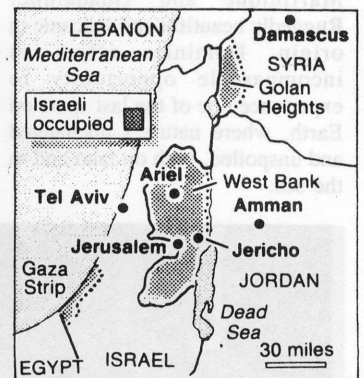 LEBANON
Damascus
Mediterranean
Sea
SYRIA
Golan
Heights
Israeli
occupied
Ariel
West Bank
Tel Aviv
Amman
Jerusalem
Jericho
Gaza
Strip
JORDAN
Dead
Sea
30 miles
EGYPT
ISRAEL